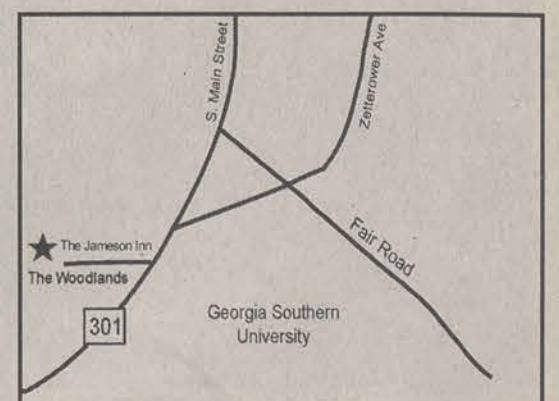 S. Main Street
Zetterower Ave
Fair Road
The Jameson Inn
The Woodlands
301
Georgia Southern
University